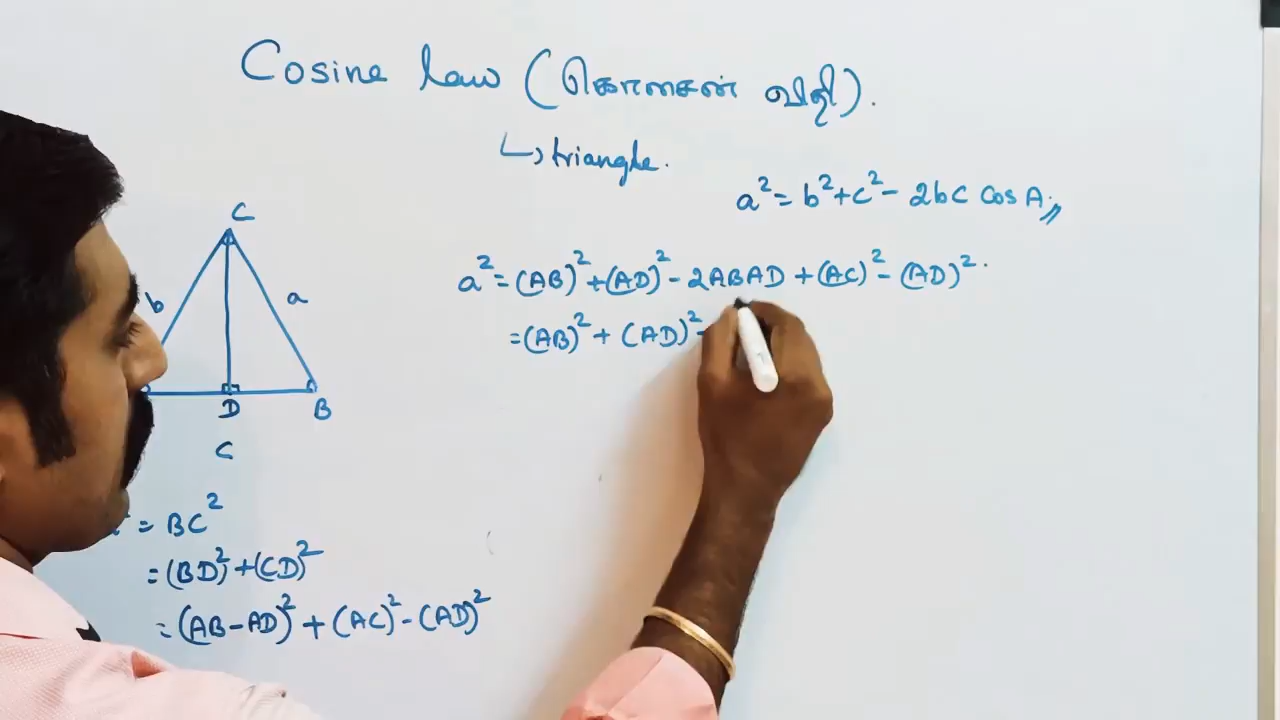 Cosine law (கொசைன் விதி).
↳ triangle.
a² = b² + c² - 2bc Cos A //
C
b
a
D
B
C
a² = (AB)² + (AD)² - 2ABAD + (AC)² - (AD)².
= (AB)² + (AD)² -
= BC²
= (BD)² + (CD)²
= (AB - AD)² + (AC)² - (AD)²